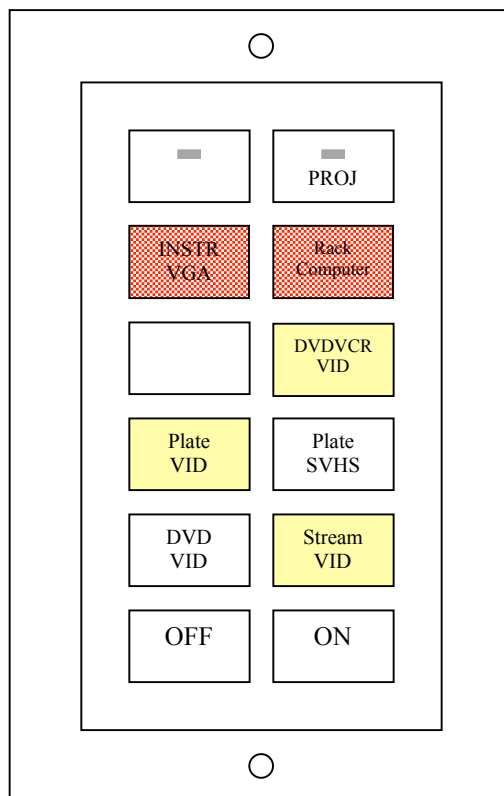 PROJ
INSTR
VGA
Rack
Computer
DVDVCR
VID
Plate
VID
Plate
SVHS
DVD
VID
Stream
VID
OFF
ON